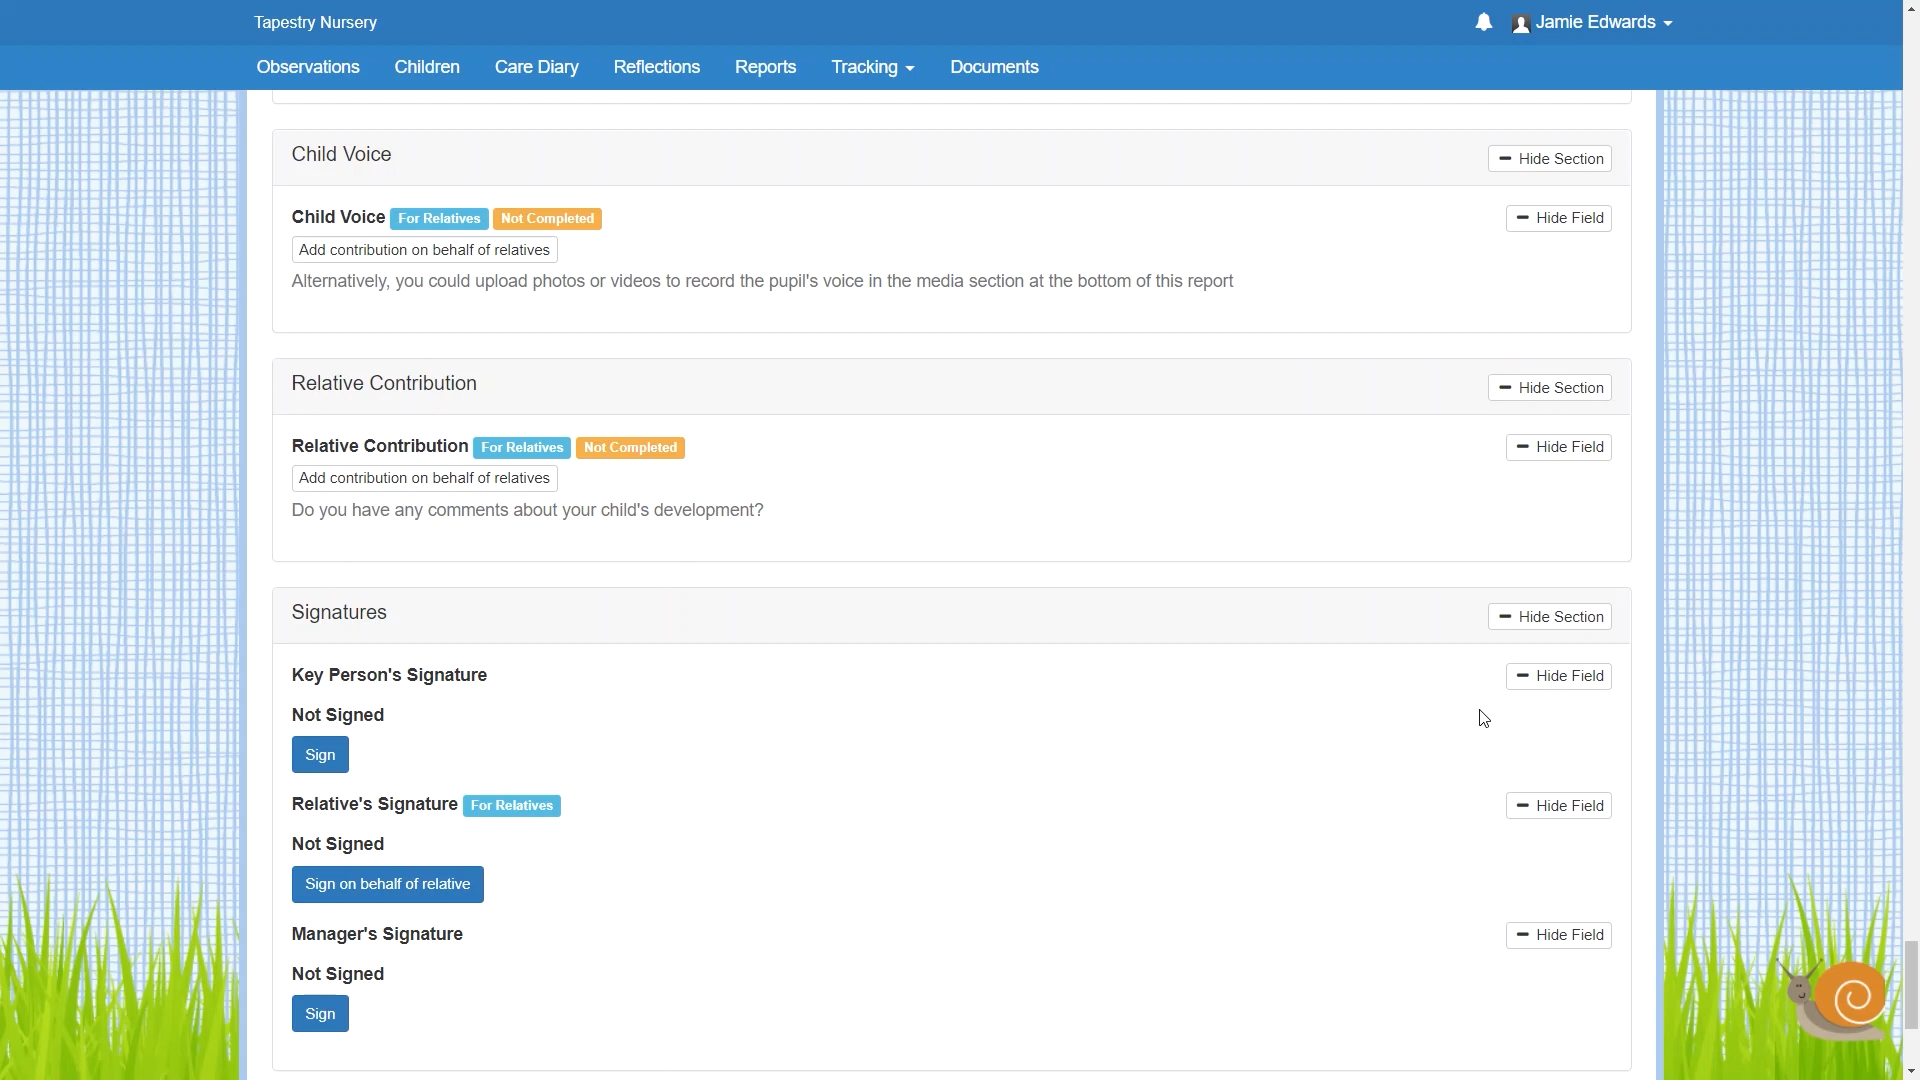 Tapestry Nursery
Jamie Edwards
Observations Children Care Diary Reflections Reports Tracking Documents
Child Voice
Hide Section
Child Voice For Relatives Not Completed
Hide Field
Add contribution on behalf of relatives
Alternatively, you could upload photos or videos to record the pupil's voice in the media section at the bottom of this report
Relative Contribution
Hide Section
Relative Contribution For Relatives Not Completed
Hide Field
Add contribution on behalf of relatives
Do you have any comments about your child's development?
Signatures
Hide Section
Key Person's Signature
Hide Field
Not Signed
Sign
Relative's Signature For Relatives
Hide Field
Not Signed
Sign on behalf of relative
Manager's Signature
Hide Field
Not Signed
Sign